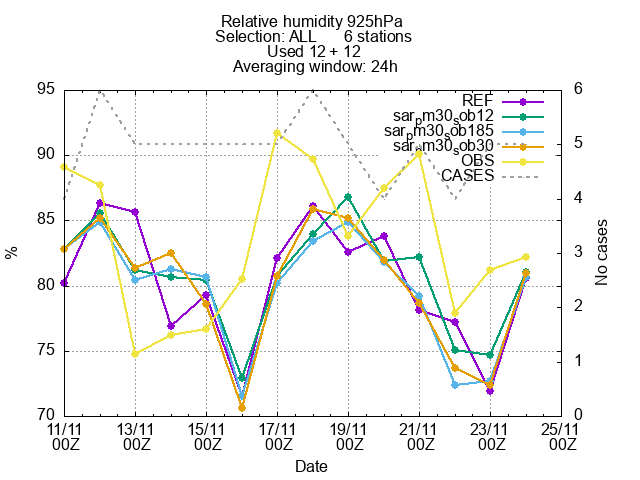 Relative humidity 925hPa
Selection: ALL 6 stations
Used 12 + 12
Averaging window: 24h
REF
sar_pm30_sob12
sar_pm30_sob185
sar_pm30_sob30
OBS
CASES
95
90
85
80
75
70
%
6
5
4
3
2
1
0
No cases
11/11 13/11 15/11 17/11 19/11 21/11 23/11 25/11
00Z 00Z 00Z 00Z 00Z 00Z 00Z 00Z
Date